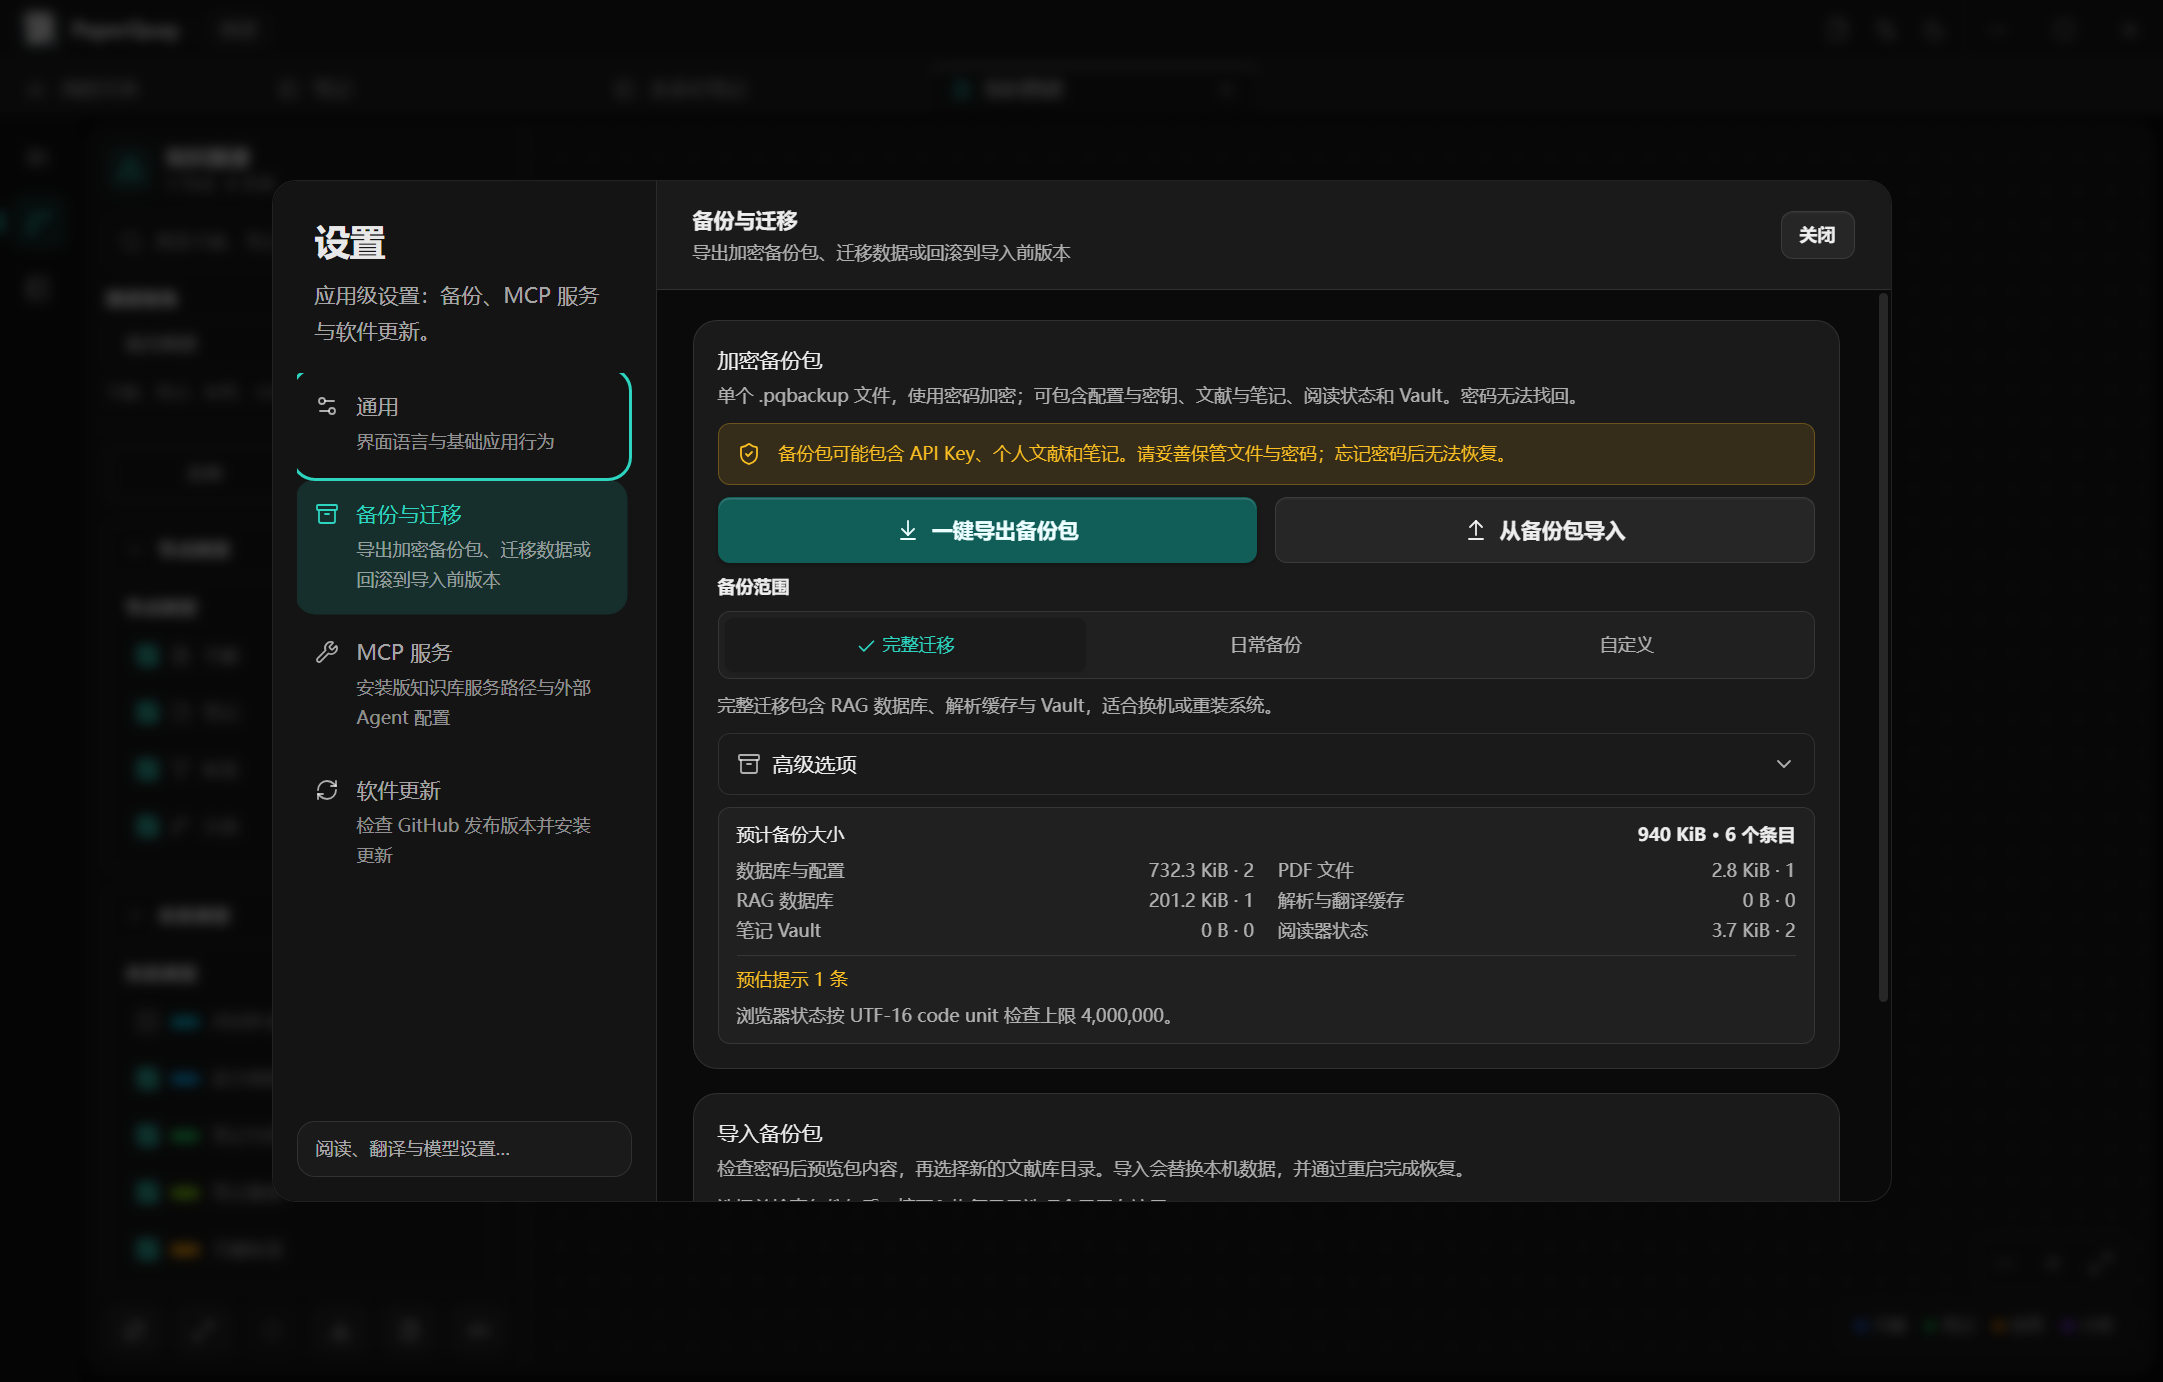 设置
应用级设置：备份、MCP 服务
与软件更新。
通用
界面语言与基础应用行为
备份与迁移
导出加密备份包、迁移数据或
回滚到导入前版本
MCP 服务
安装版知识库服务路径与外部
Agent 配置
软件更新
检查 GitHub 发布版本并安装
更新
阅读、翻译与模型设置...
备份与迁移
导出加密备份包、迁移数据或回滚到导入前版本
关闭
加密备份包
单个 .pqbackup 文件，使用密码加密；可包含配置与密钥、文献与笔记、阅读状态和 Vault。密码无法找回。
备份包可能包含 API Key、个人文献和笔记。请妥善保管文件与密码；忘记密码后无法恢复。
一键导出备份包
从备份包导入
备份范围
完整迁移
日常备份
自定义
完整迁移包含 RAG 数据库、解析缓存与 Vault，适合换机或重装系统。
高级选项
预计备份大小
940 KiB • 6 个条目
数据库与配置 732.3 KiB · 2 PDF 文件 2.8 KiB · 1
RAG 数据库 201.2 KiB · 1 解析与翻译缓存 0 B · 0
笔记 Vault 0 B · 0 阅读器状态 3.7 KiB · 2
预估提示 1 条
浏览器状态按 UTF-16 code unit 检查上限 4,000,000。
导入备份包
检查密码后预览包内容，再选择新的文献库目录。导入会替换本机数据，并通过重启完成恢复。